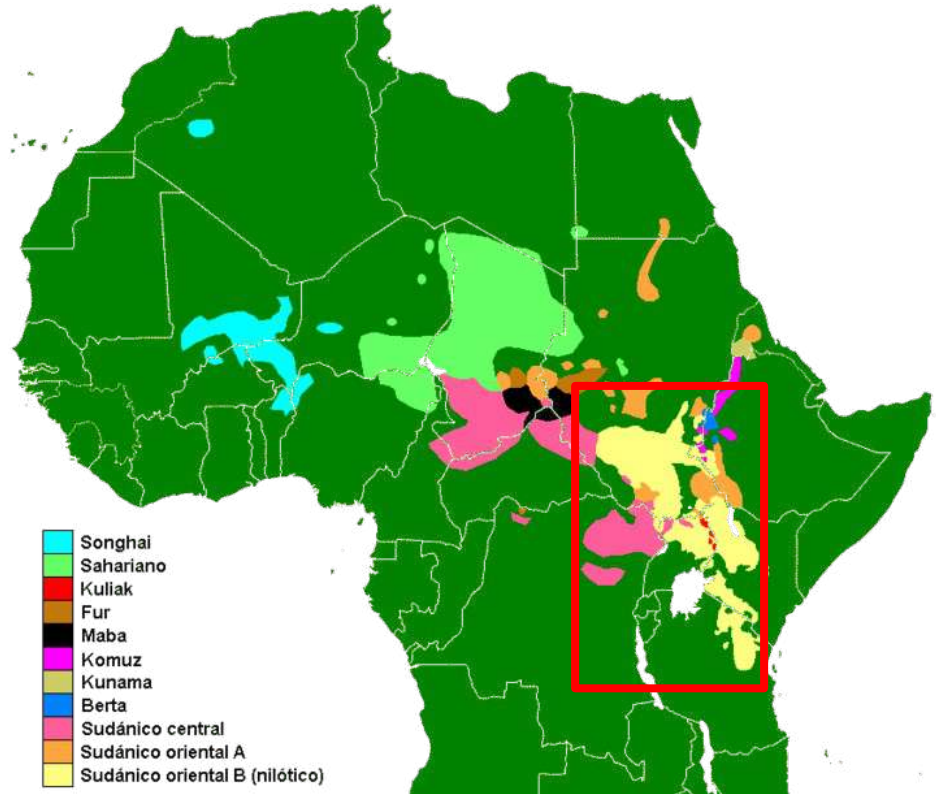 Songhai
Sahariano
Kuliak
Fur
Maba
Komuz
Kunama
Berta
Sudánico central
Sudánico oriental A
Sudánico oriental B (nilótico)